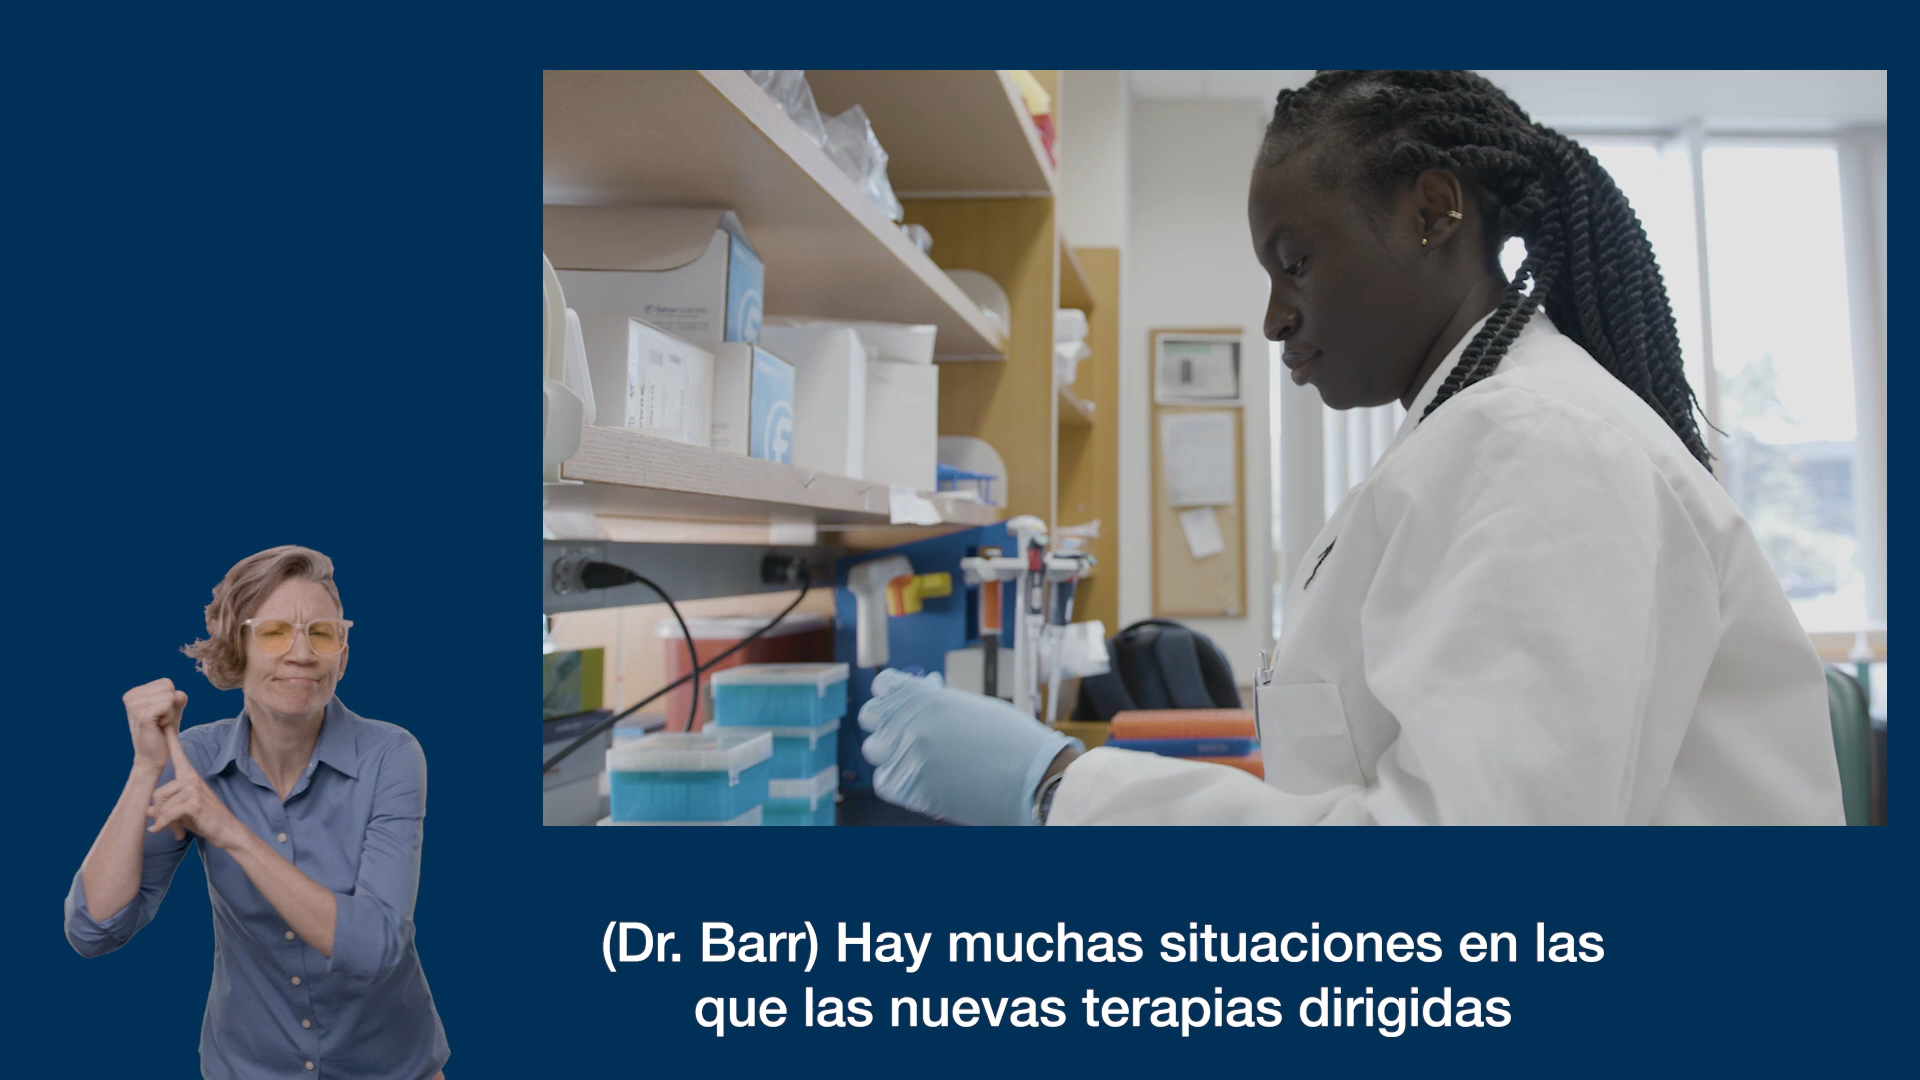 (Dr. Barr) Hay muchas situaciones en las
que las nuevas terapias dirigidas